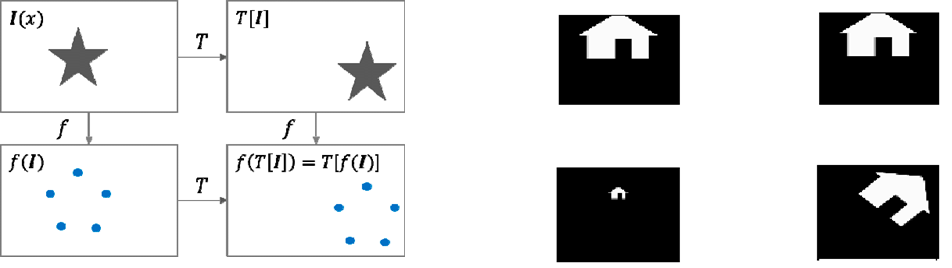 I(x)
T
T[I]
f
f
f(I)
T
f(T[I]) = T[f(I)]